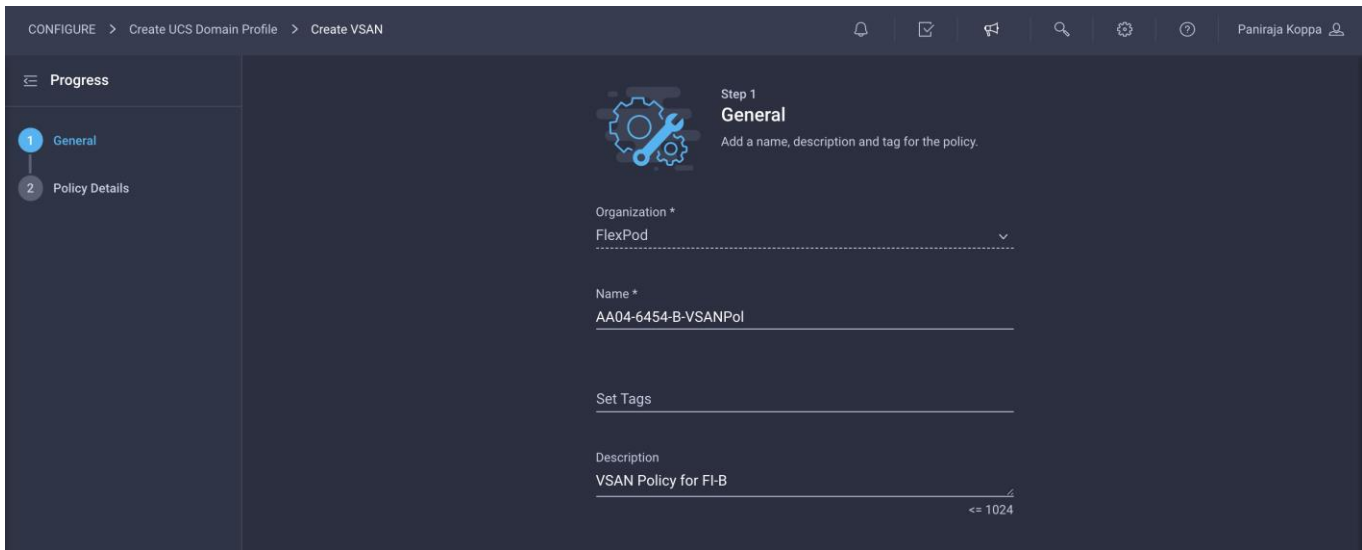 CONFIGURE > Create UCS Domain Profile > Create VSAN
Paniraja Koppa
Progress
1 General
2 Policy Details
Step 1
General
Add a name, description and tag for the policy.
Organization *
FlexPod
Name *
AA04-6454-B-VSANPol
Set Tags
Description
VSAN Policy for FI-B
<= 1024